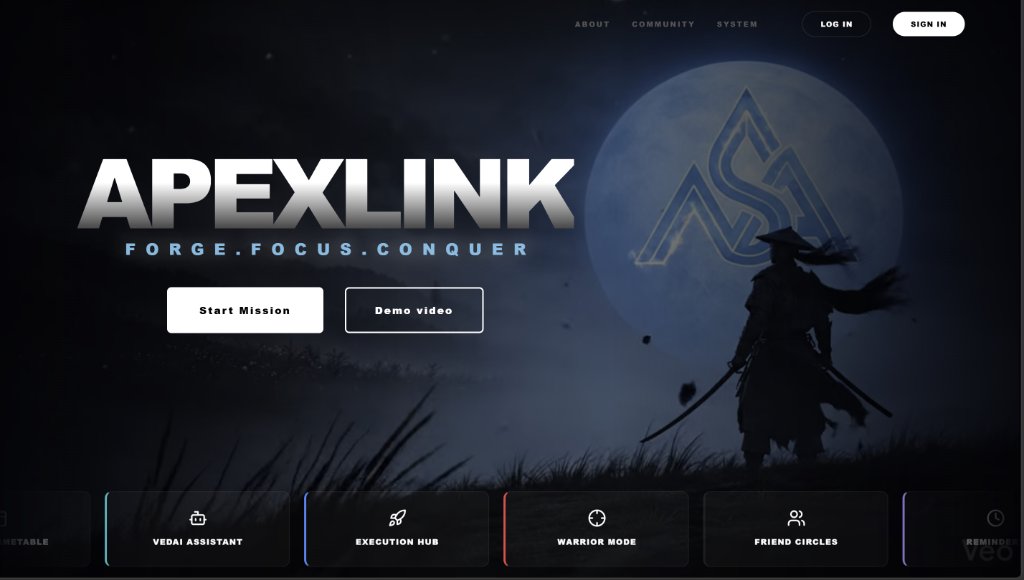 ABOUT COMMUNITY SYSTEM LOG IN SIGN IN
APEXLINK
FORGE.FOCUS.CONQUER
Start Mission Demo video
METABLE VEDAI ASSISTANT EXECUTION HUB WARRIOR MODE FRIEND CIRCLES REMINDER
Veo